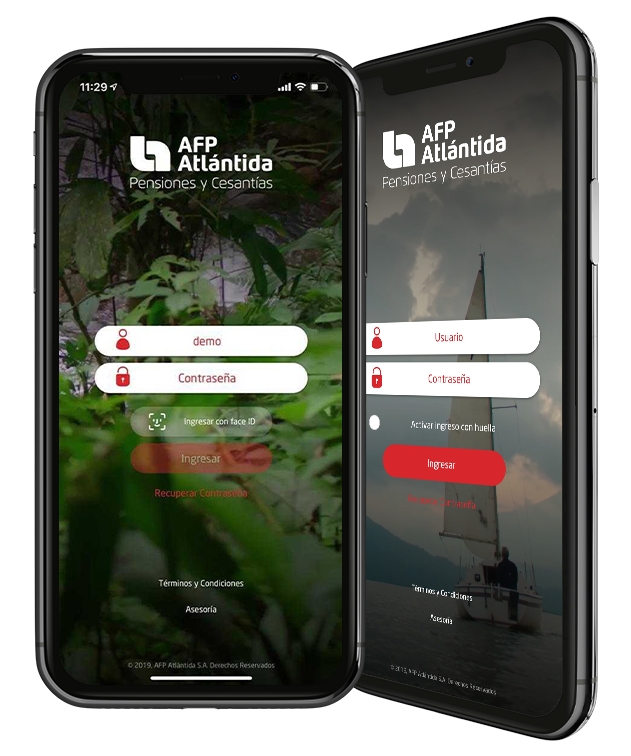 11:29
AFP
Atlántida
Pensiones y Cesantías
demo
Contraseña
Ingresar con face ID
Ingresar
Recuperar Contraseña
Términos y Condiciones
Asesoría
© 2019, AFP Atlántida S.A. Derechos Reservados
AFP
Atlántida
Pensiones y Cesantías
Usuario
Contraseña
Activar ingreso con huella
Ingresar
Términos y Condiciones
Asesoría
© 2019, AFP Atlántida S.A. Derechos Reservados